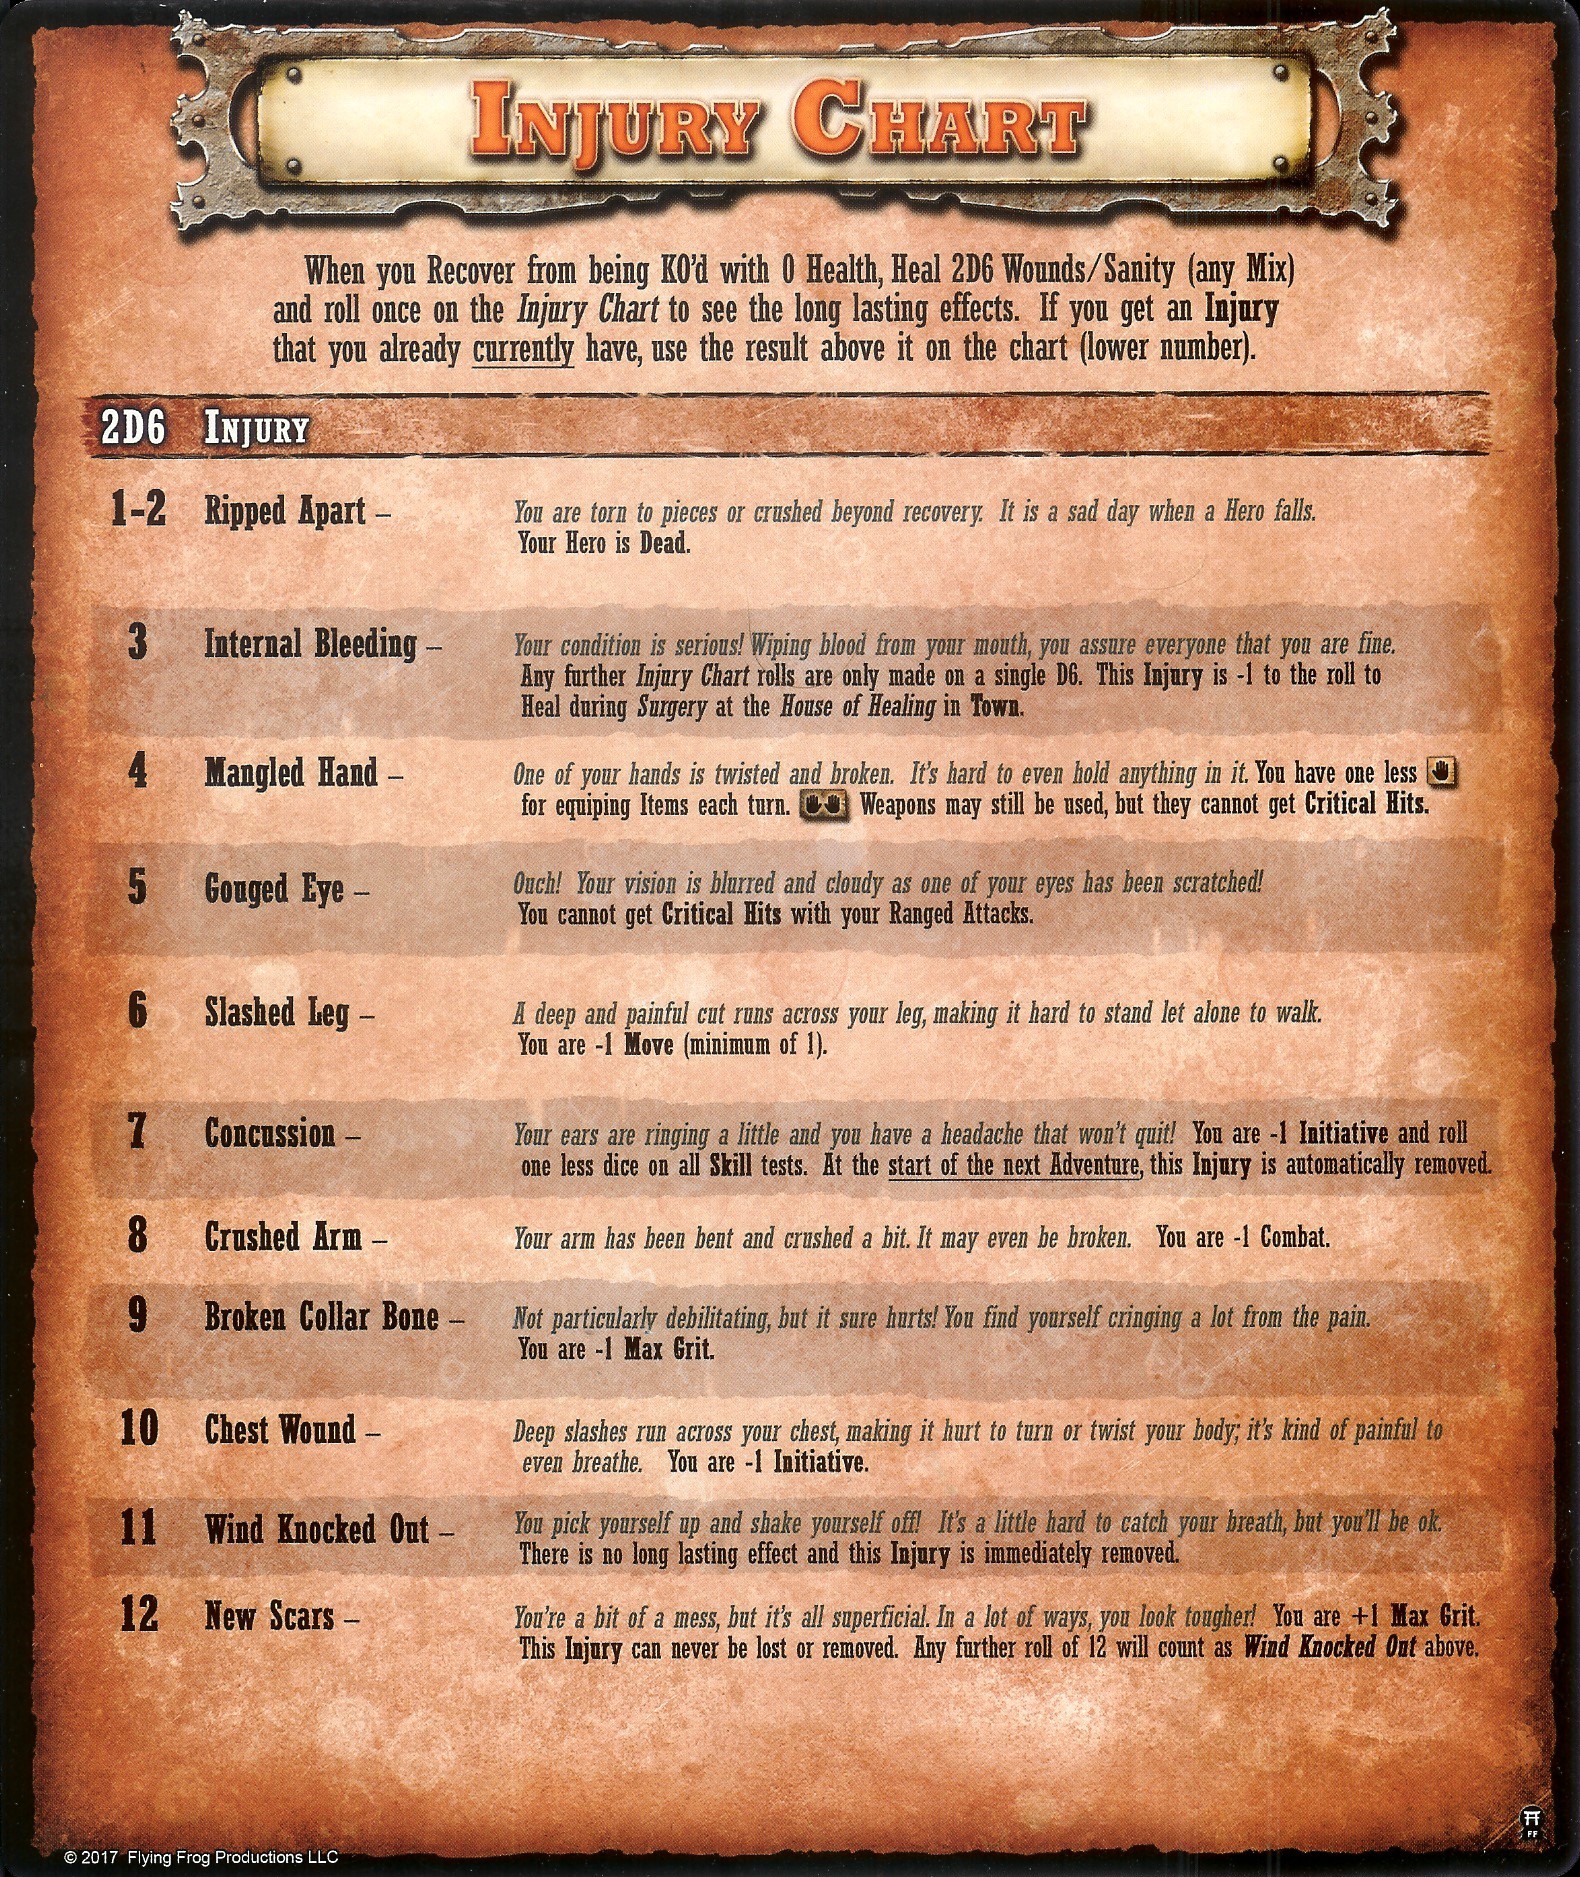 Injury Chart
When you Recover from being KO'd with 0 Health, Heal 2D6 Wounds/Sanity (any Mix)
and roll once on the Injury Chart to see the long lasting effects. If you get an Injury
that you already currently have, use the result above it on the chart (lower number).
2D6 Injury
1-2 Ripped Apart – You are torn to pieces or crushed beyond recovery. It is a sad day when a Hero falls.
Your Hero is Dead.
3 Internal Bleeding – Your condition is serious! Wiping blood from your mouth, you assure everyone that you are fine.
Any further Injury Chart rolls are only made on a single D6. This Injury is -1 to the roll to
Heal during Surgery at the House of Healing in Town.
4 Mangled Hand – One of your hands is twisted and broken. It's hard to even hold anything in it. You have one less
for equiping Items each turn. Weapons may still be used, but they cannot get Critical Hits.
5 Gouged Eye – Ouch! Your vision is blurred and cloudy as one of your eyes has been scratched!
You cannot get Critical Hits with your Ranged Attacks.
6 Slashed Leg – A deep and painful cut runs across your leg, making it hard to stand let alone to walk.
You are -1 Move (minimum of 1).
7 Concussion – Your ears are ringing a little and you have a headache that won't quit! You are -1 Initiative and roll
one less dice on all Skill tests. At the start of the next Adventure, this Injury is automatically removed.
8 Crushed Arm – Your arm has been bent and crushed a bit. It may even be broken. You are -1 Combat.
9 Broken Collar Bone – Not particularly debilitating, but it sure hurts! You find yourself cringing a lot from the pain.
You are -1 Max Grit.
10 Chest Wound – Deep slashes run across your chest, making it hurt to turn or twist your body; it's kind of painful to
even breathe. You are -1 Initiative.
11 Wind Knocked Out – You pick yourself up and shake yourself off! It's a little hard to catch your breath, but you'll be ok.
There is no long lasting effect and this Injury is immediately removed.
12 New Scars – You're a bit of a mess, but it's all superficial. In a lot of ways, you look tougher! You are +1 Max Grit.
This Injury can never be lost or removed. Any further roll of 12 will count as Wind Knocked Out above.
© 2017 Flying Frog Productions LLC
FF